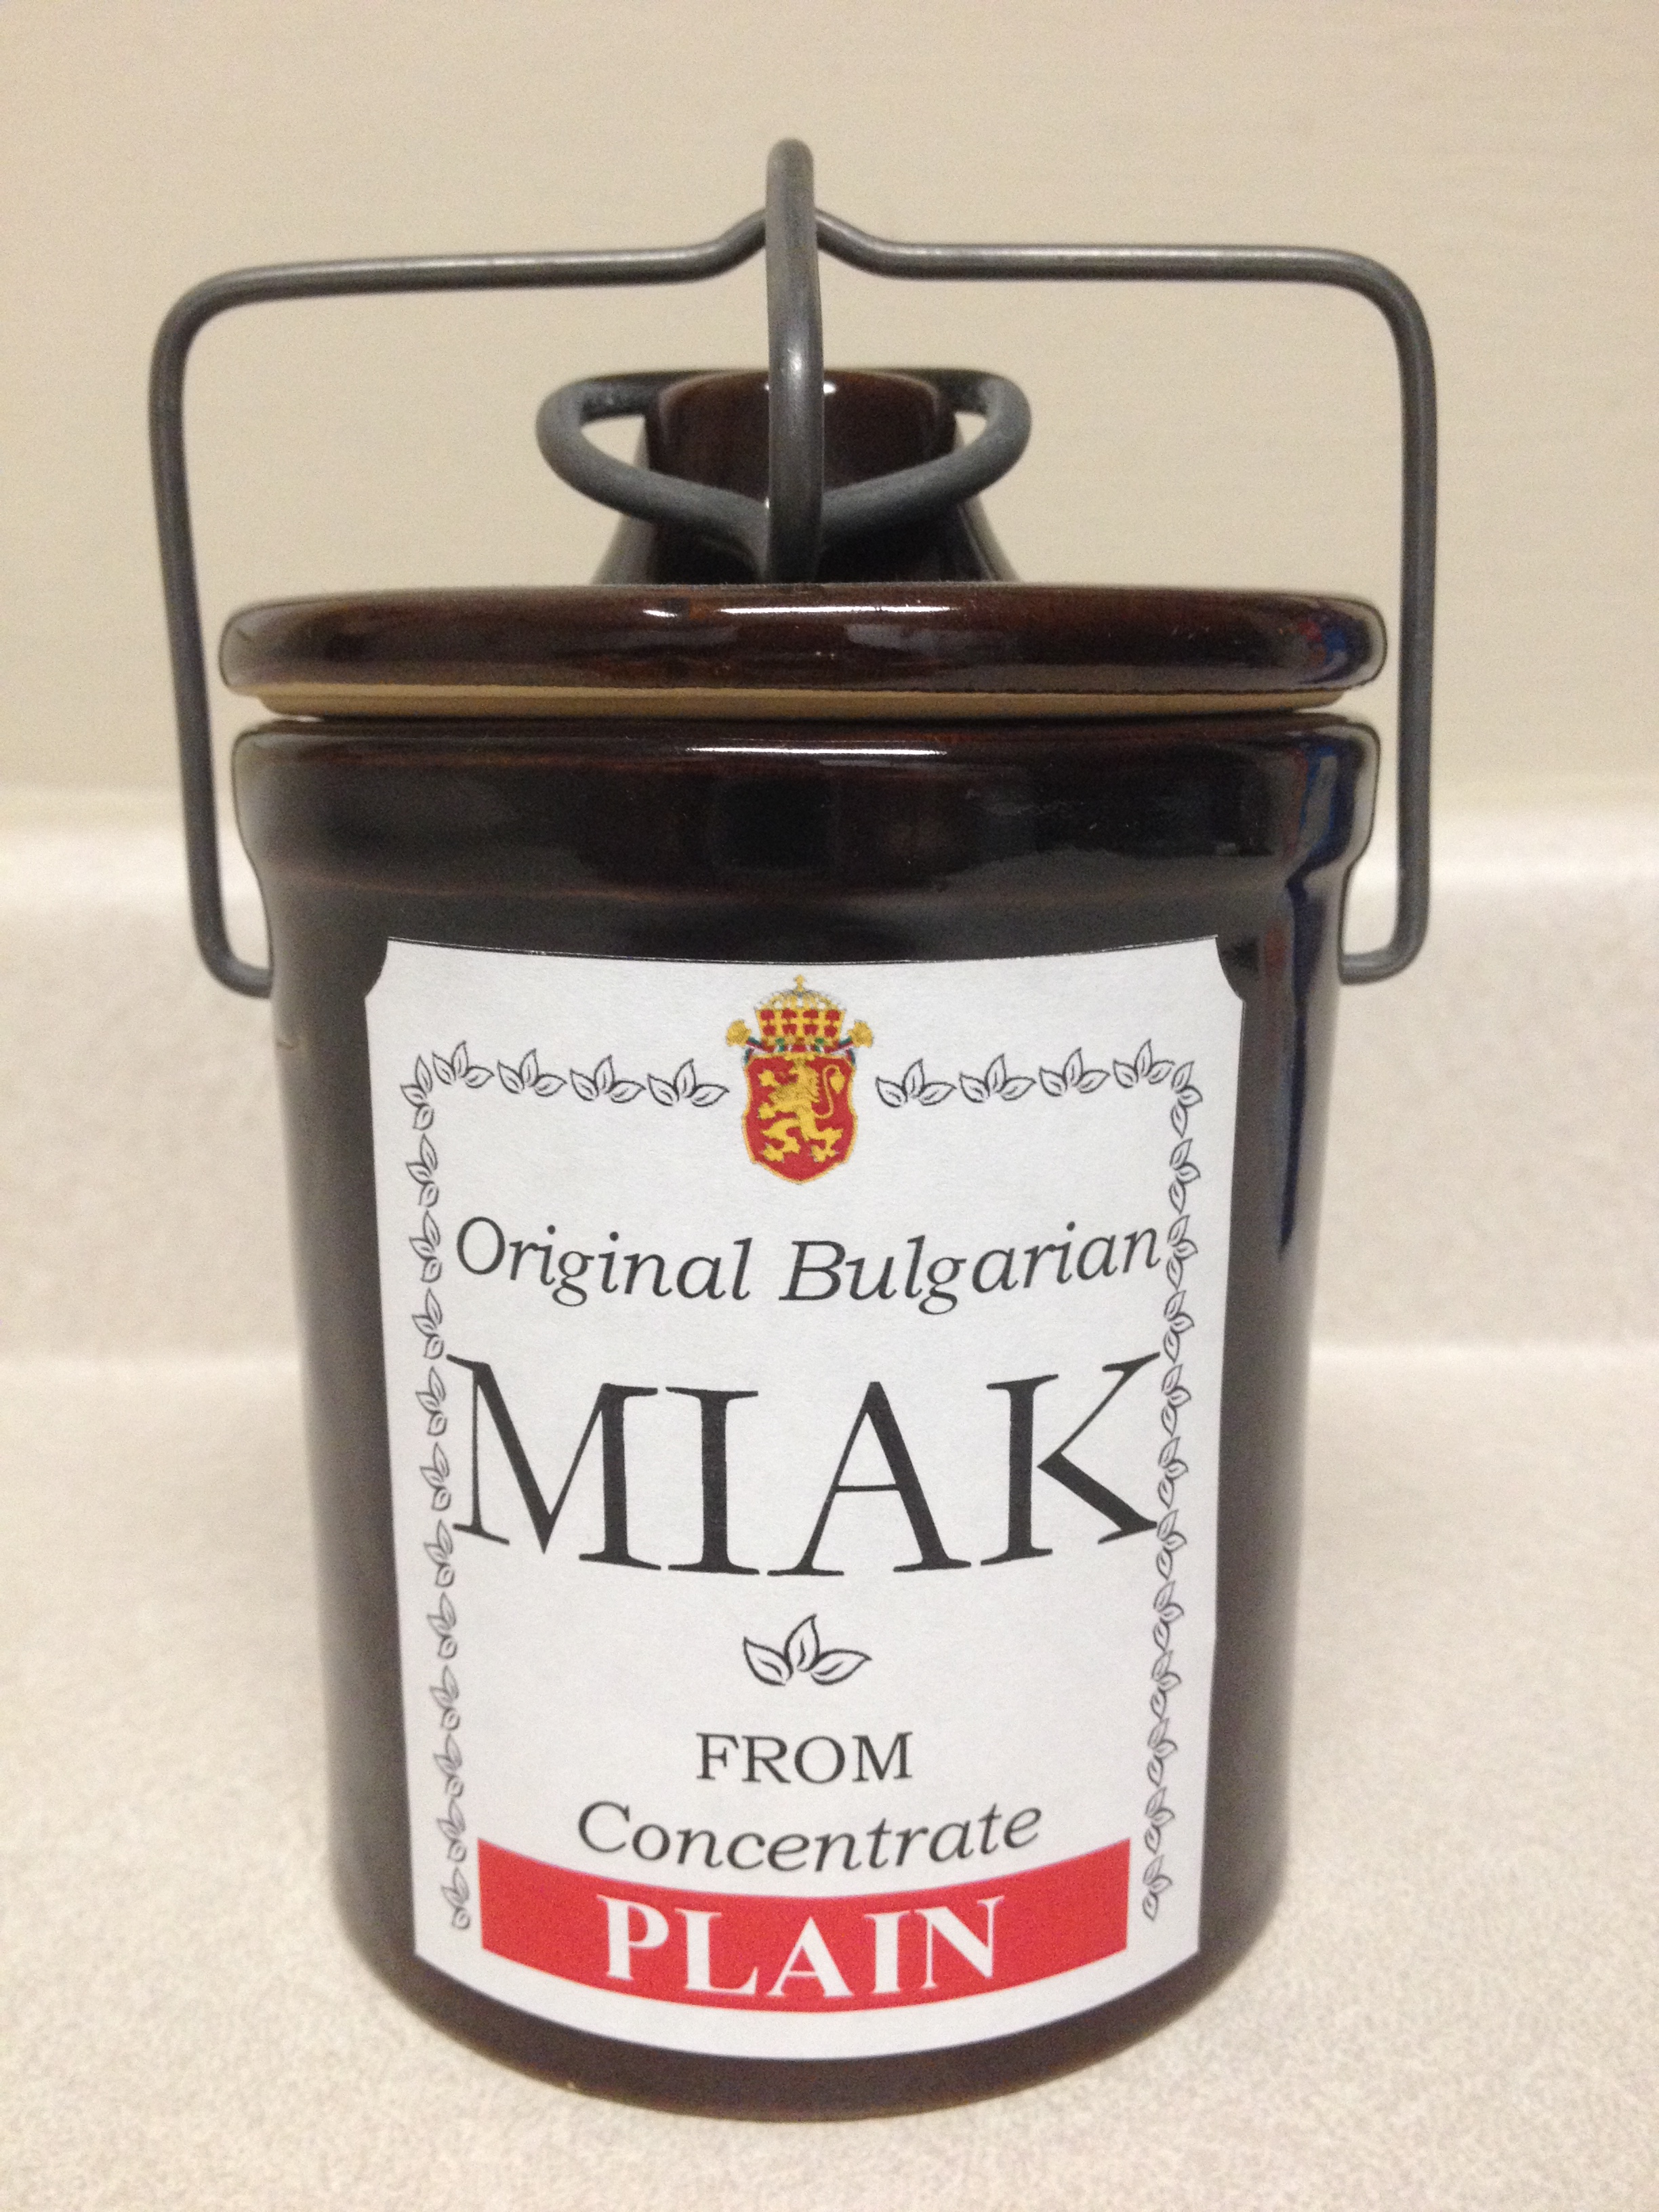 Original Bulgarian
MIAK
FROM
Concentrate
PLAIN